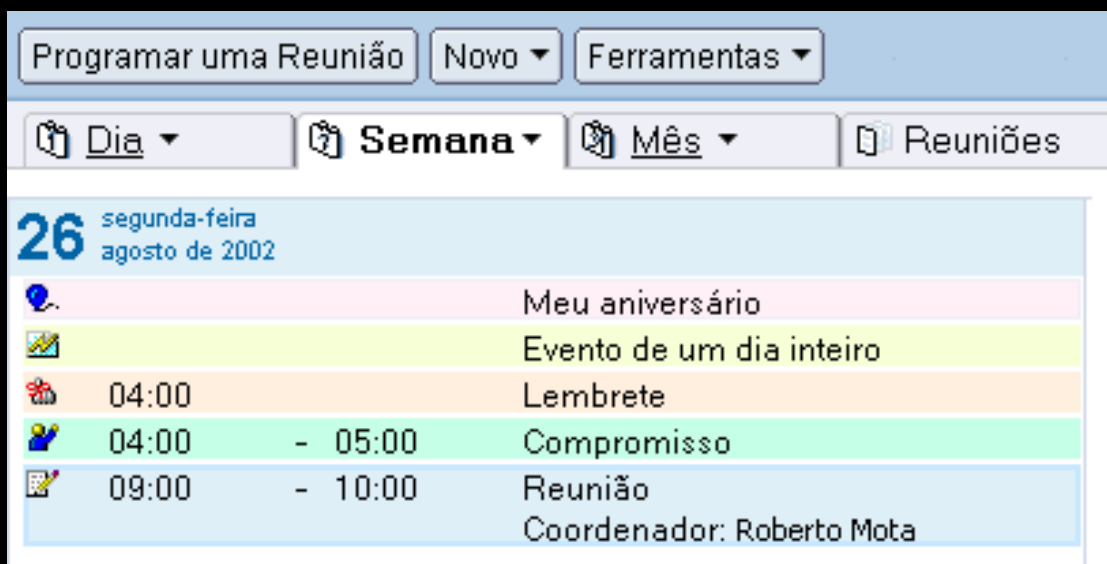 Programar uma Reunião Novo Ferramentas
Dia Semana Mês Reuniões
26 segunda-feira
agosto de 2002
Meu aniversário
Evento de um dia inteiro
04:00 Lembrete
04:00 - 05:00 Compromisso
09:00 - 10:00 Reunião
Coordenador: Roberto Mota